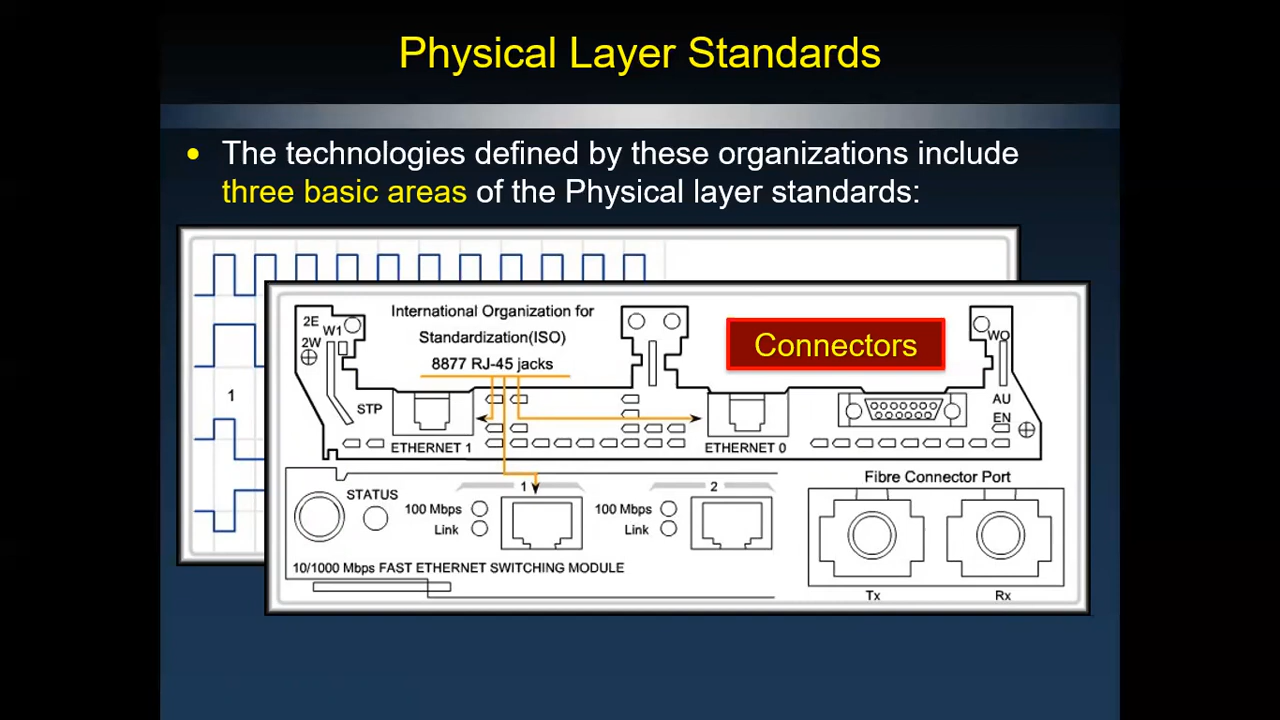 Physical Layer Standards
• The technologies defined by these organizations include
three basic areas of the Physical layer standards:
1
International Organization for
Standardization(ISO)
8877 RJ-45 jacks
Connectors
2E
W1
2W
STP
ETHERNET 1
ETHERNET 0
WO
AU
EN
STATUS
100 Mbps
Link
1
100 Mbps
Link
2
Fibre Connector Port
10/1000 Mbps FAST ETHERNET SWITCHING MODULE
Tx
Rx